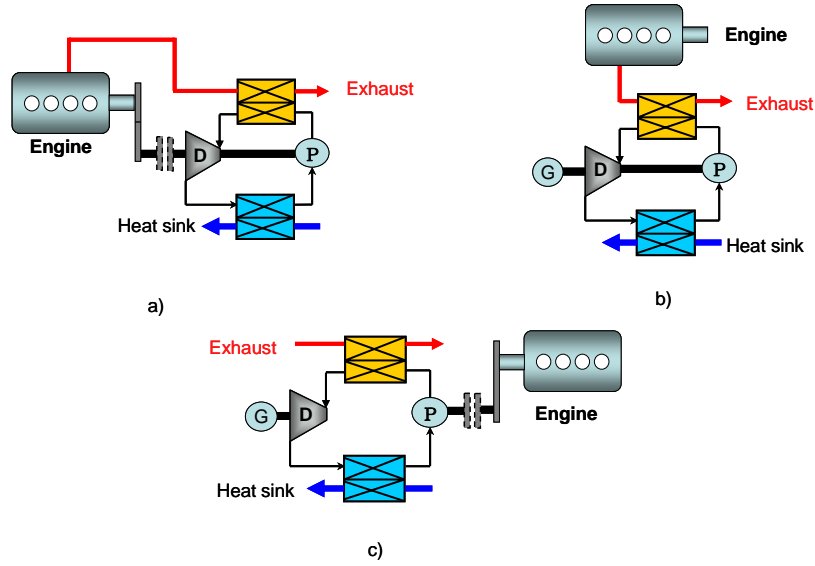 Engine
Exhaust
D
P
Heat sink
a)
Engine
Exhaust
G
D
P
Heat sink
b)
Exhaust
G
D
P
Engine
Heat sink
c)